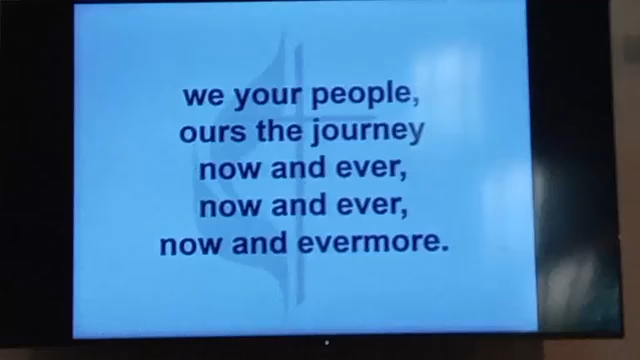 we your people,
ours the journey
now and ever,
now and ever,
now and evermore.